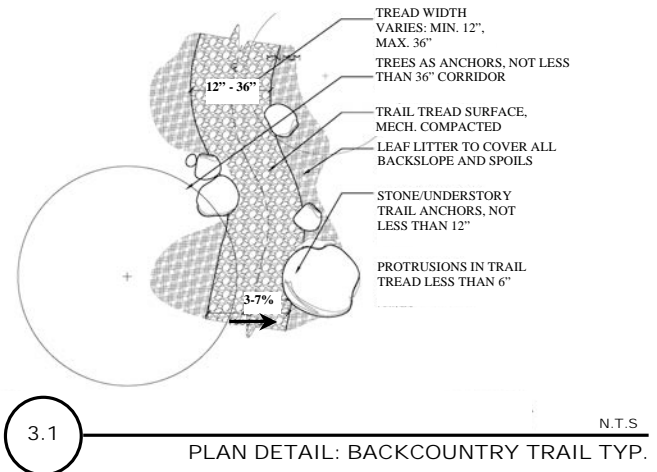 TREAD WIDTH
VARIES: MIN. 12”,
MAX. 36”
TREES AS ANCHORS, NOT LESS
THAN 36” CORRIDOR
12” - 36”
TRAIL TREAD SURFACE,
MECH. COMPACTED
LEAF LITTER TO COVER ALL
BACKSLOPE AND SPOILS
STONE/UNDERSTORY
TRAIL ANCHORS, NOT
LESS THAN 12”
PROTRUSIONS IN TRAIL
TREAD LESS THAN 6”
3-7%
3.1
N.T.S
PLAN DETAIL: BACKCOUNTRY TRAIL TYP.